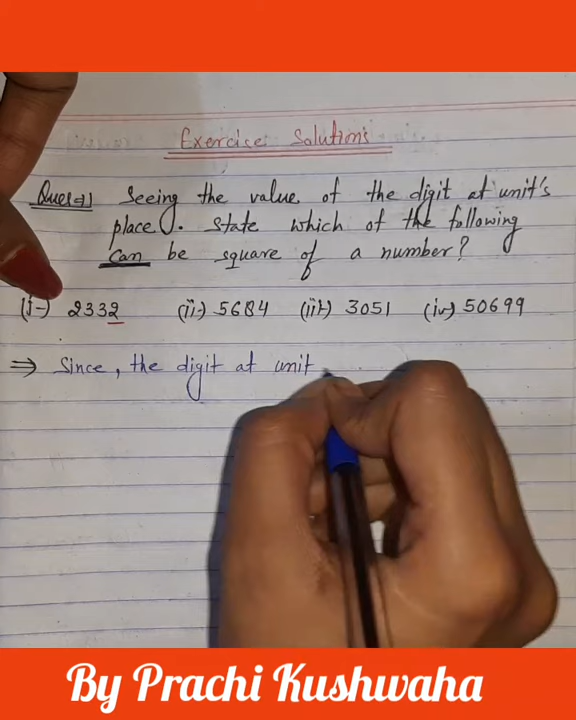 Exercise Solutions
Ques=1 Seeing the value of the digit at unit's
place. State which of the following
can be square of a number?
(i-) 2332 (ii-) 5684 (iii-) 3051 (iv-) 50699
⇒ Since, the digit at unit
By Prachi Kushwaha